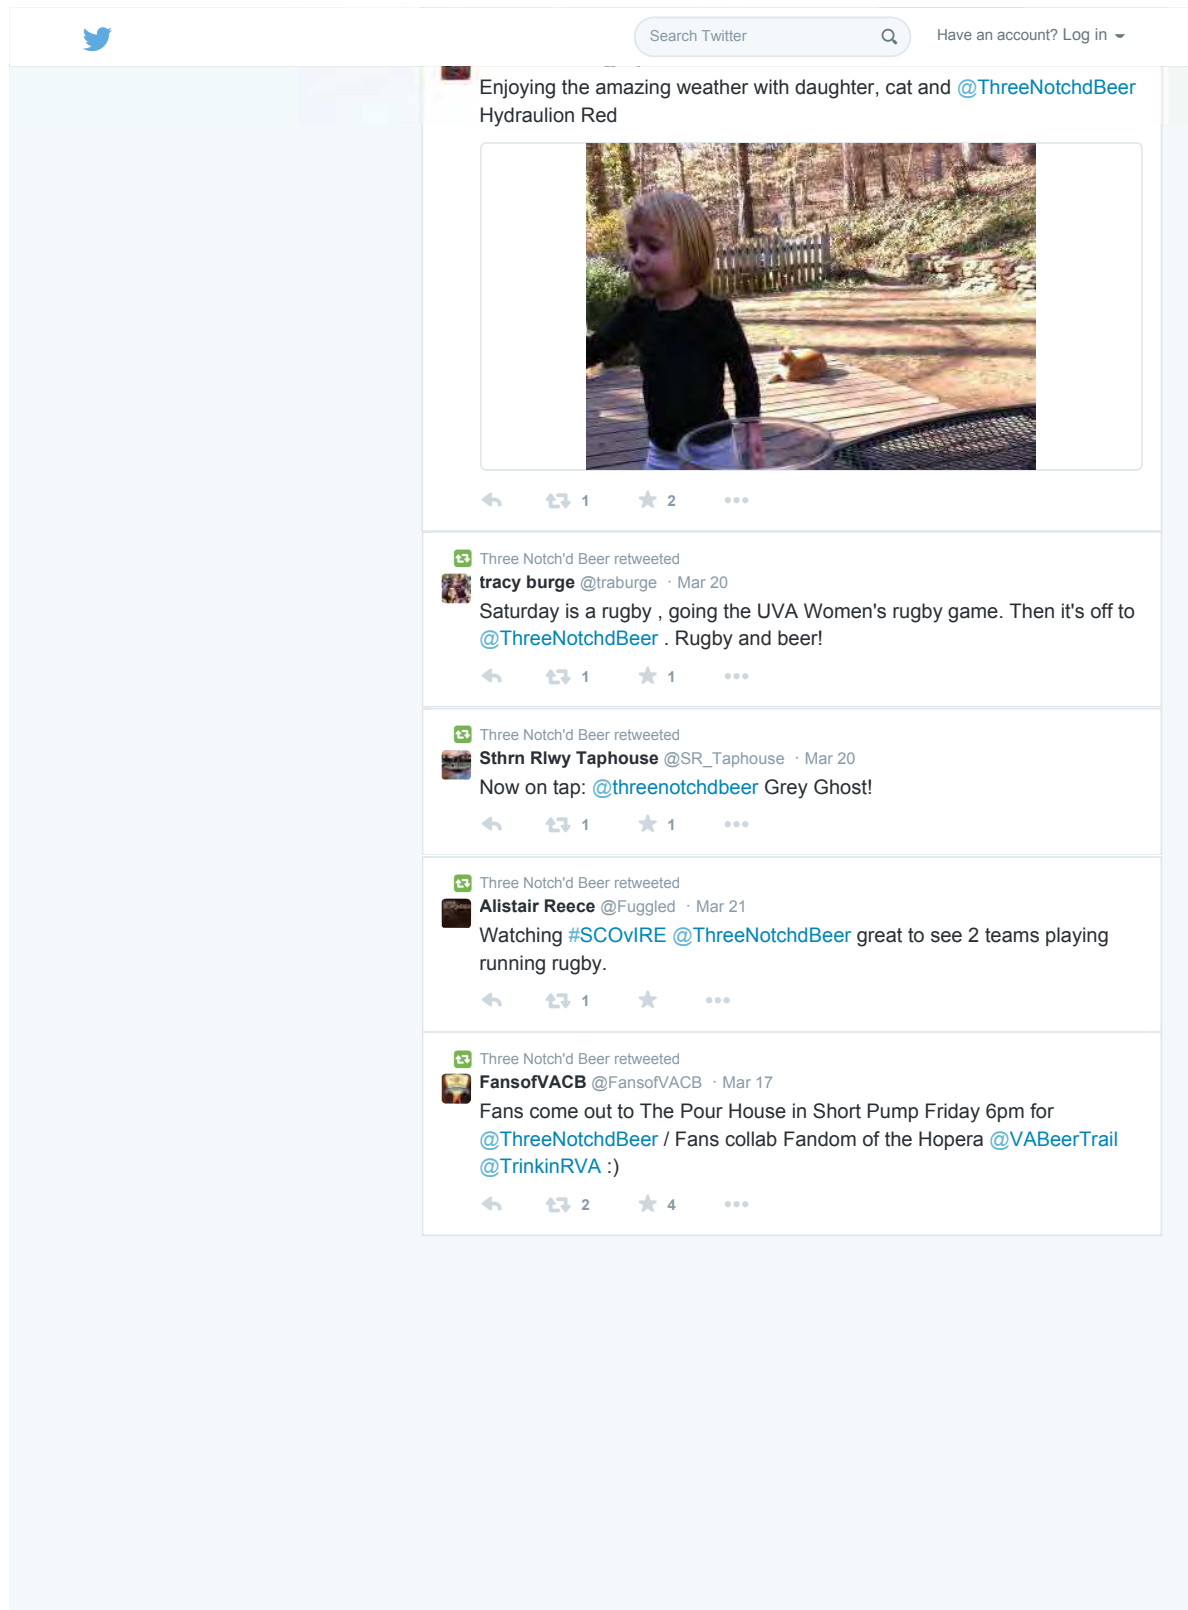 Search Twitter
Have an account? Log in
Enjoying the amazing weather with daughter, cat and @ThreeNotchdBeer
Hydraulion Red
1 2
Three Notch'd Beer retweeted
tracy burge @traburge · Mar 20
Saturday is a rugby , going the UVA Women's rugby game. Then it's off to
@ThreeNotchdBeer . Rugby and beer!
1 1
Three Notch'd Beer retweeted
Sthrn Rlwy Taphouse @SR_Taphouse · Mar 20
Now on tap: @threenotchdbeer Grey Ghost!
1 1
Three Notch'd Beer retweeted
Alistair Reece @Fuggled · Mar 21
Watching #SCOvIRE @ThreeNotchdBeer great to see 2 teams playing
running rugby.
1
Three Notch'd Beer retweeted
FansofVACB @FansofVACB · Mar 17
Fans come out to The Pour House in Short Pump Friday 6pm for
@ThreeNotchdBeer / Fans collab Fandom of the Hopera @VABeerTrail
@TrinkinRVA :)
2 4